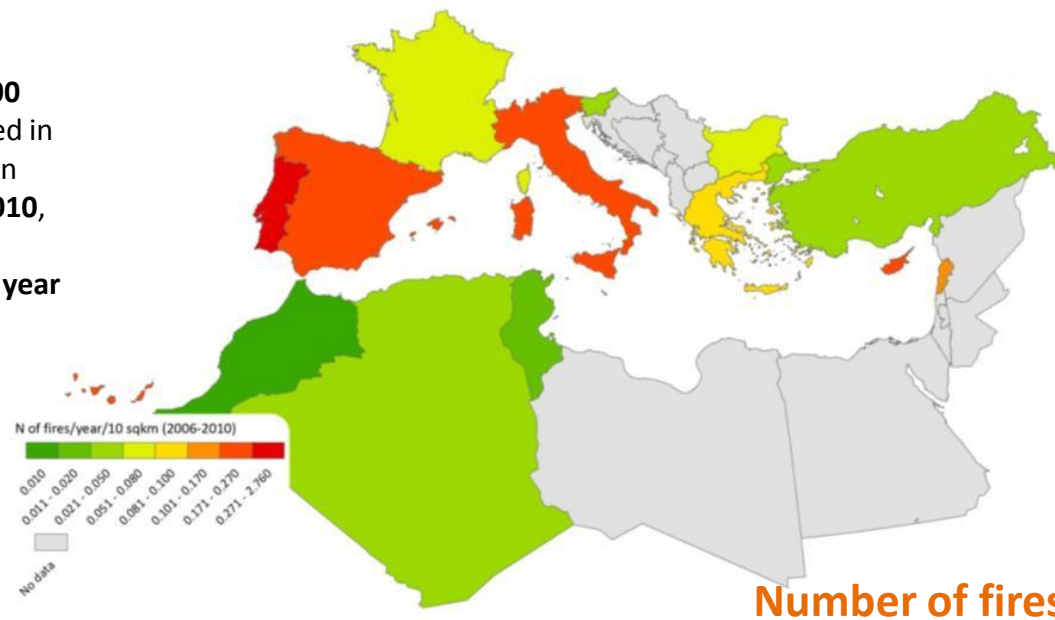 00
ed in
n
010,
year
N of fires/year/10 sqkm (2006-2010)
0.010
0.011 - 0.020
0.021 - 0.050
0.051 - 0.080
0.081 - 0.100
0.101 - 0.170
0.171 - 0.270
0.271 - 2.760
No data
Number of fires